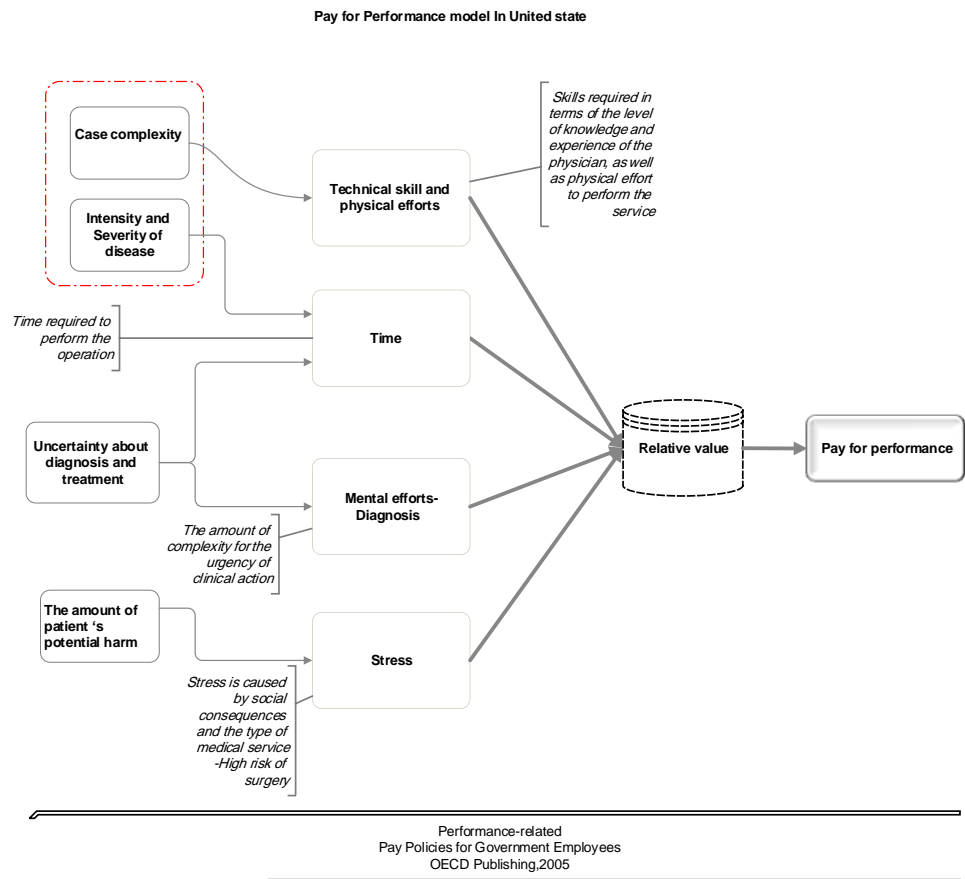 Pay for Performance model In United state
Case complexity
Intensity and
Severity of
disease
Technical skill and
physical efforts
Skills required in
terms of the level
of knowledge and
experience of the
physician, as well
as physical effort
to perform the
service
Time required to
perform the
operation
Time
Uncertainty about
diagnosis and
treatment
Mental efforts-
Diagnosis
The amount of
complexity for the
urgency of
clinical action
Relative value
Pay for performance
The amount of
patient ‘s
potential harm
Stress
Stress is caused
by social
consequences
and the type of
medical service
-High risk of
surgery
Performance-related
Pay Policies for Government Employees
OECD Publishing,2005